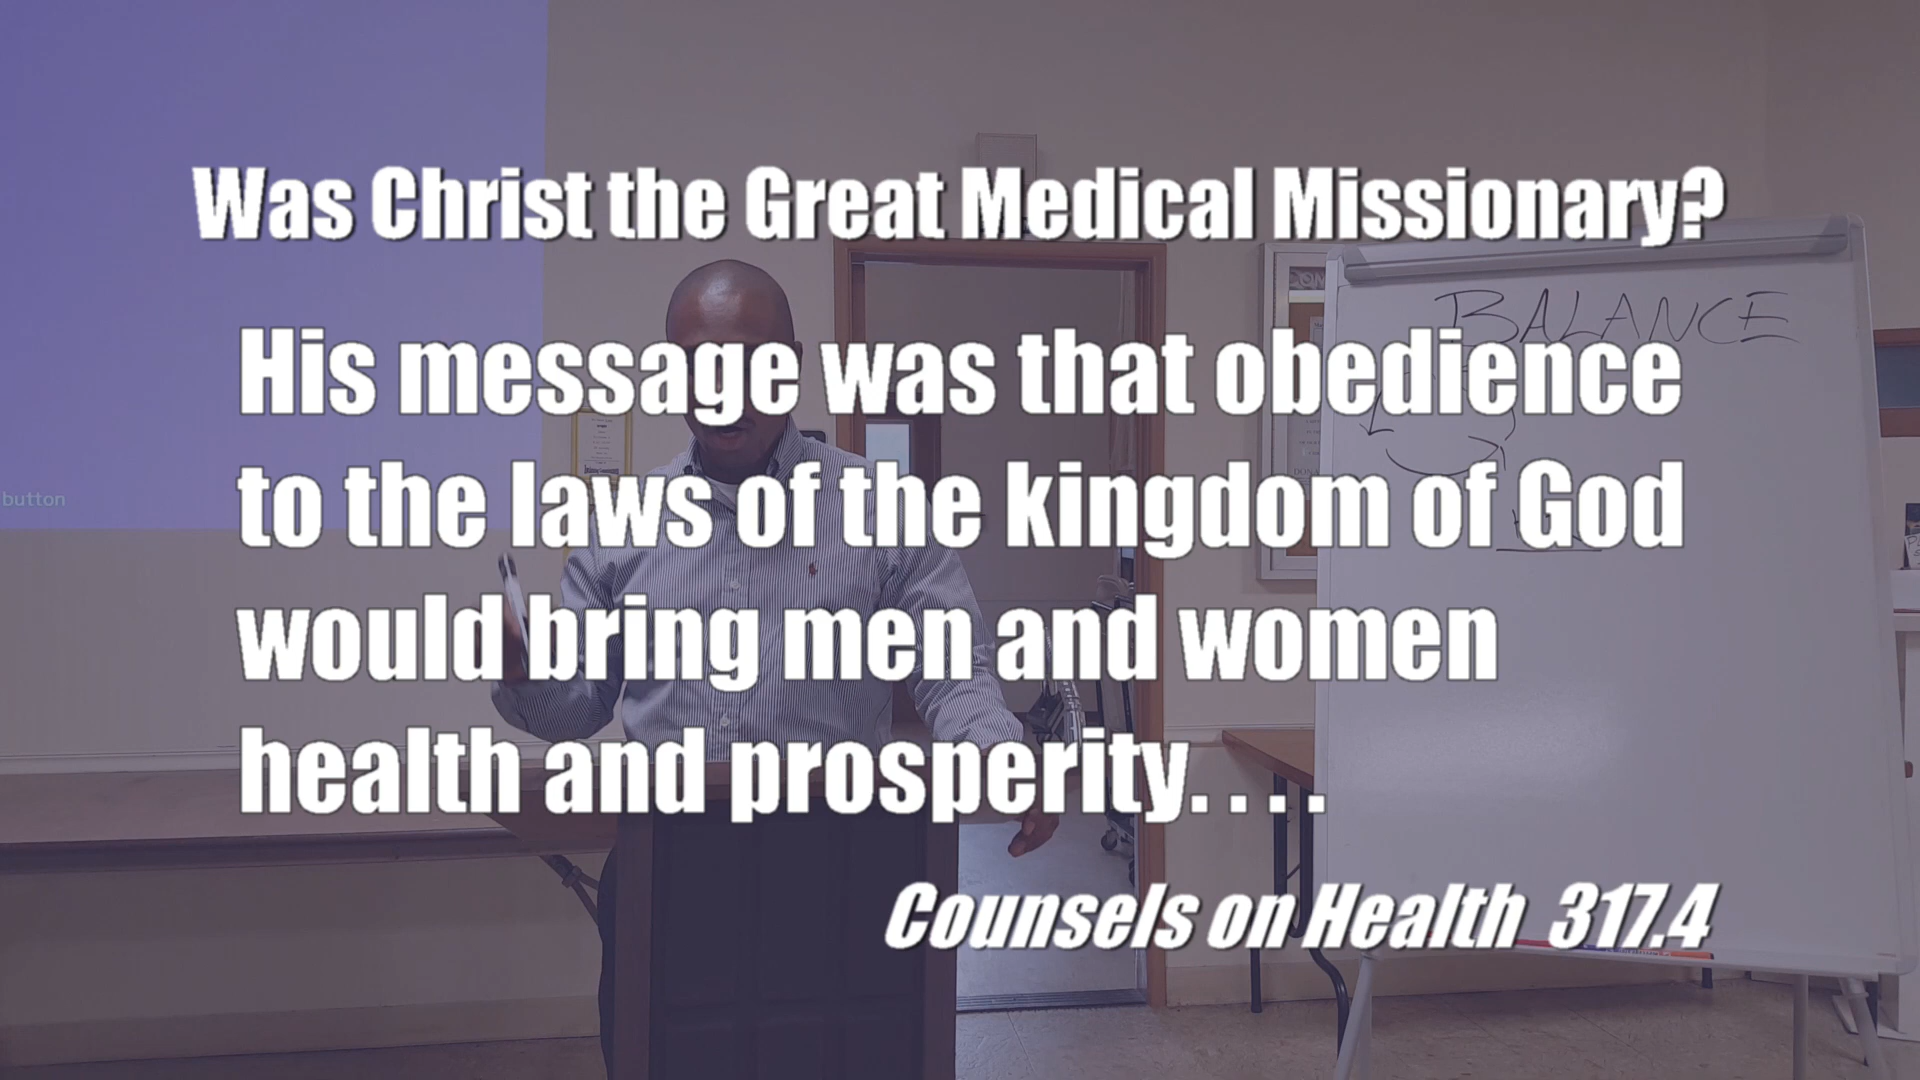 Was Christ the Great Medical Missionary?
BALANCE
His message was that obedience
to the laws of the kingdom of God
button
would bring men and women
health and prosperity. . . .
Counsels on Health 317.4